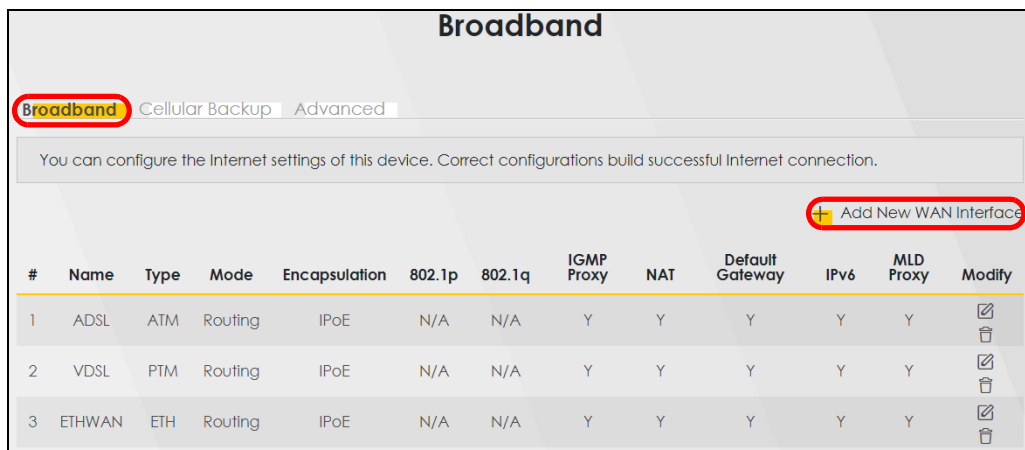 Broadband
Broadband Cellular Backup Advanced
You can configure the Internet settings of this device. Correct configurations build successful Internet connection.
+ Add New WAN Interface
# Name Type Mode Encapsulation 802.1p 802.1q IGMP Proxy NAT Default Gateway IPv6 MLD Proxy Modify
1 ADSL ATM Routing IPoE N/A N/A Y Y Y Y Y
2 VDSL PTM Routing IPoE N/A N/A Y Y Y Y Y
3 ETHWAN ETH Routing IPoE N/A N/A Y Y Y Y Y